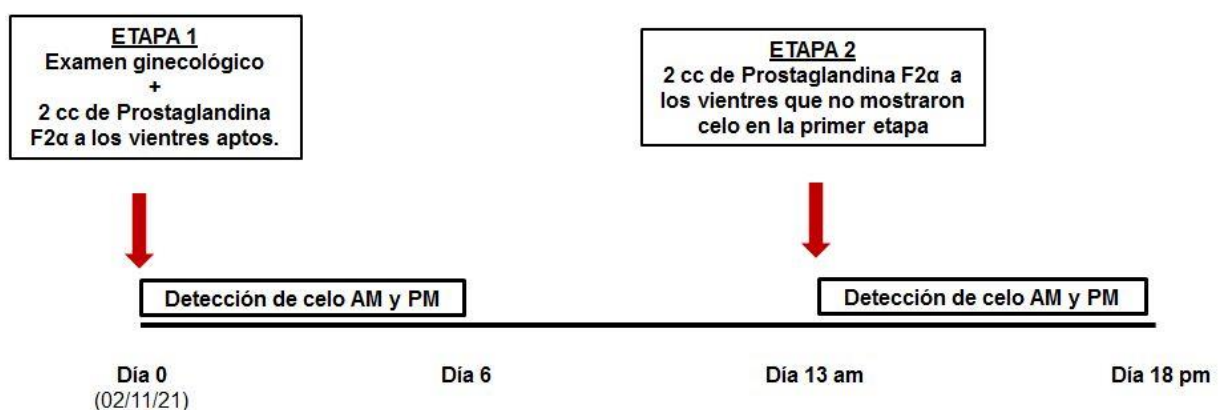 ETAPA 1
Examen ginecológico
+
2 cc de Prostaglandina
F2α a los vientres aptos.
ETAPA 2
2 cc de Prostaglandina F2α a
los vientres que no mostraron
celo en la primer etapa
Detección de celo AM y PM
Detección de celo AM y PM
Día 0
(02/11/21)
Día 6
Día 13 am
Día 18 pm